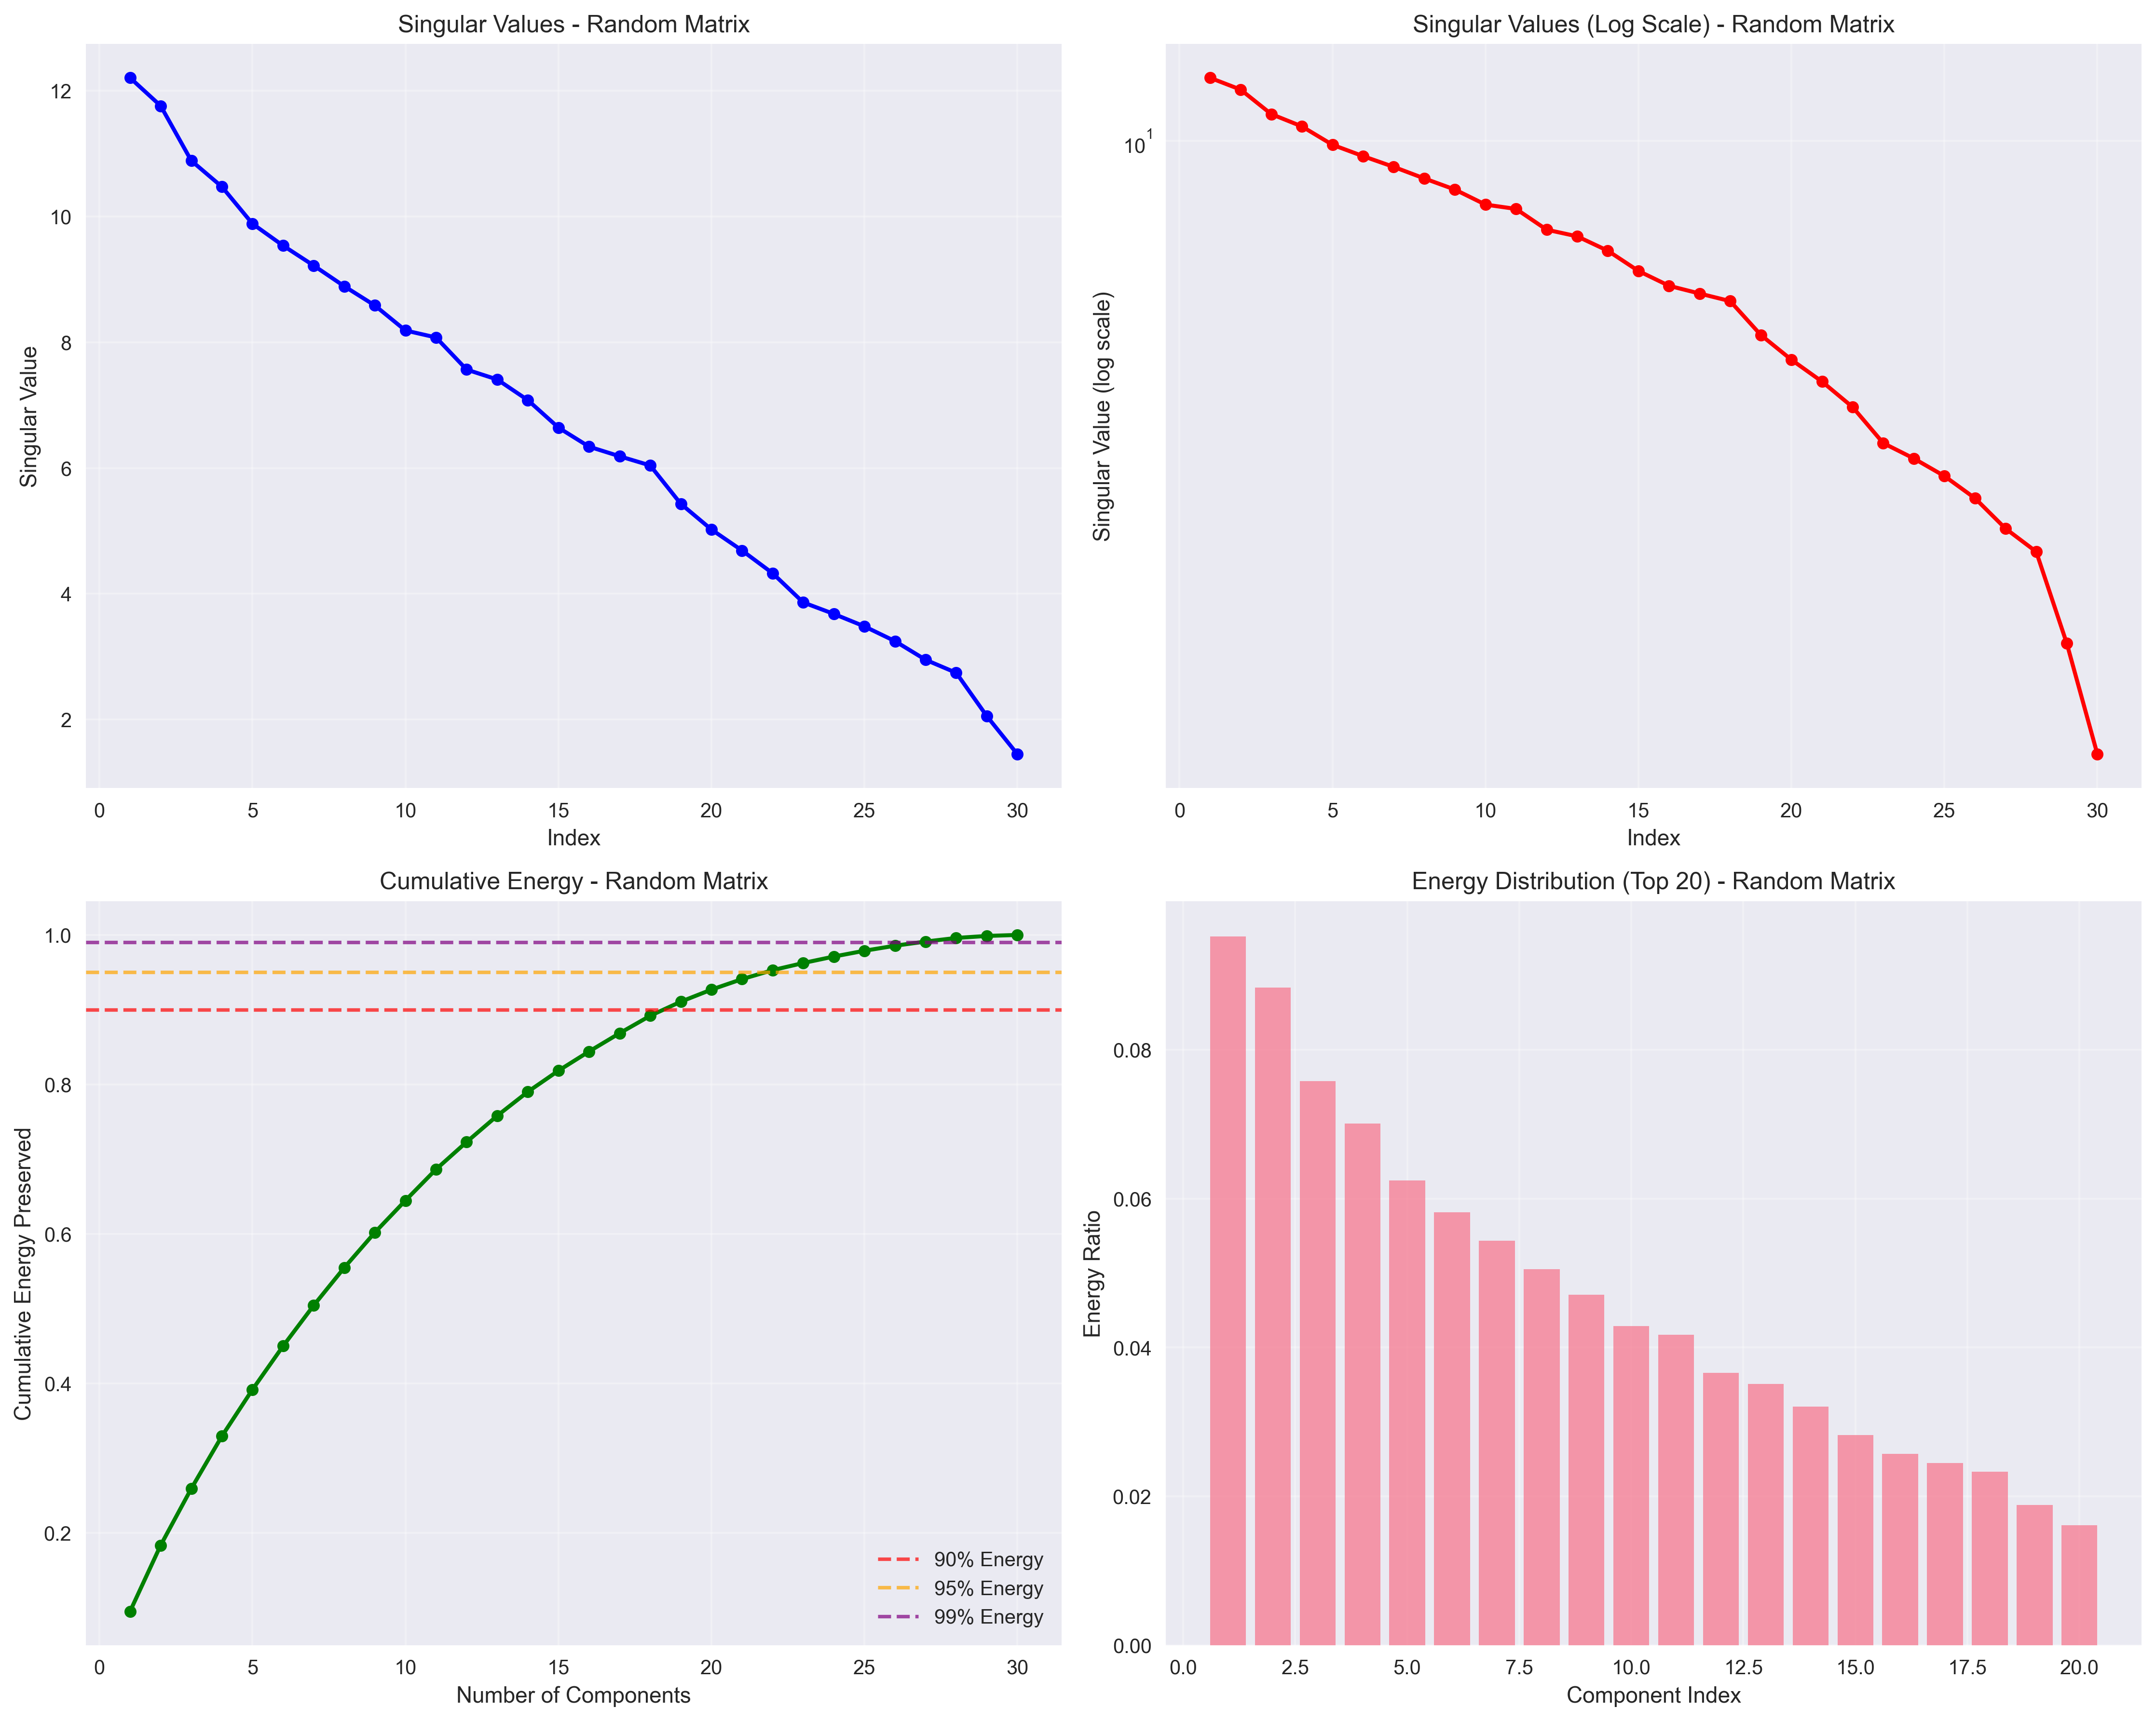 Singular Values - Random Matrix
12
10
8
6
4
2
Singular Value
0 5 10 15 20 25 30
Index
Singular Values (Log Scale) - Random Matrix
10¹
Singular Value (log scale)
0 5 10 15 20 25 30
Index
Cumulative Energy - Random Matrix
1.0
0.8
0.6
0.4
0.2
Cumulative Energy Preserved
90% Energy
95% Energy
99% Energy
0 5 10 15 20 25 30
Number of Components
Energy Distribution (Top 20) - Random Matrix
0.08
0.06
0.04
0.02
0.00
Energy Ratio
0.0 2.5 5.0 7.5 10.0 12.5 15.0 17.5 20.0
Component Index